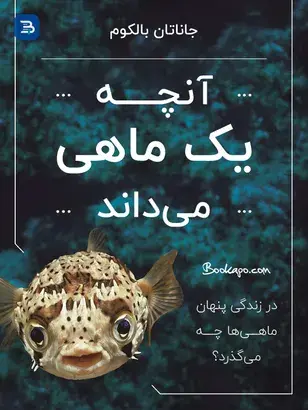 جاناتان بالکوم
... آنچه ...
یک ماهی
... می‌داند ...
Bookapo.com
در زندگی پنهان
ماهی‌ها چه
می‌گذرد؟